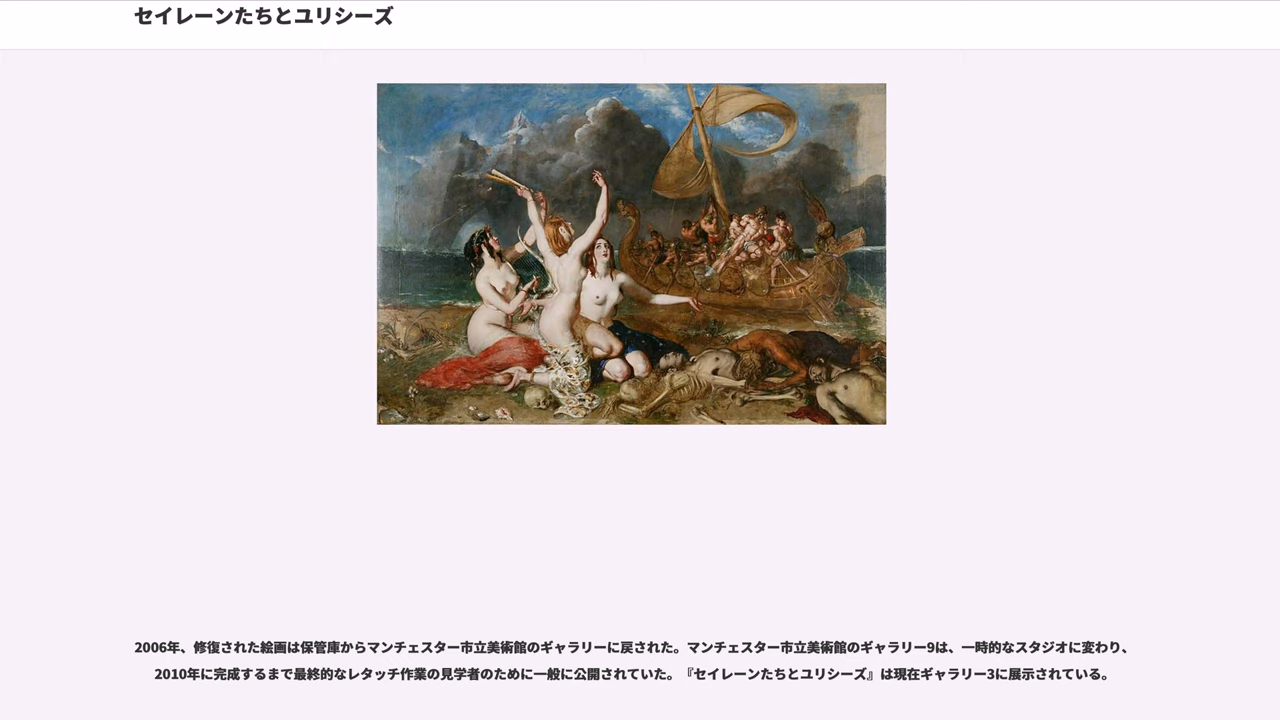 セイレーンたちとユリシーズ
2006年、修復された絵画は保管庫からマンチェスター市立美術館のギャラリーに戻された。マンチェスター市立美術館のギャラリー9は、一時的なスタジオに変わり、
2010年に完成するまで最終的なレタッチ作業の見学者のために一般に公開されていた。『セイレーンたちとユリシーズ』は現在ギャラリー3に展示されている。